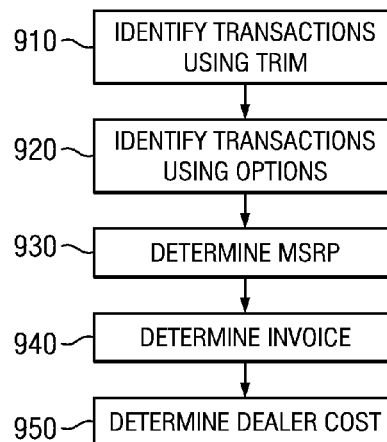 910
IDENTIFY TRANSACTIONS
USING TRIM
920
IDENTIFY TRANSACTIONS
USING OPTIONS
930
DETERMINE MSRP
940
DETERMINE INVOICE
950
DETERMINE DEALER COST